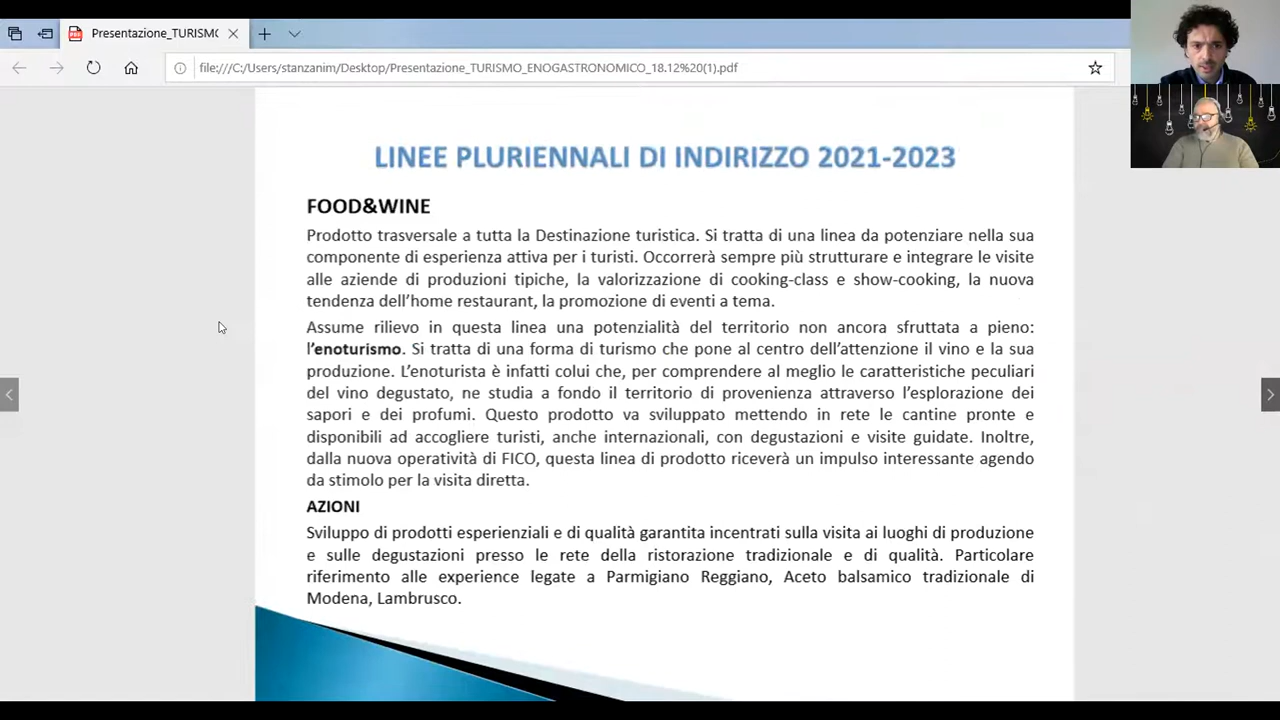 Presentazione_TURISMO
file:///C:/Users/stanzanim/Desktop/Presentazione_TURISMO_ENOGASTRONOMICO_18.12%20(1).pdf
LINEE PLURIENNALI DI INDIRIZZO 2021-2023
FOOD&WINE
Prodotto trasversale a tutta la Destinazione turistica. Si tratta di una linea da potenziare nella sua
componente di esperienza attiva per i turisti. Occorrerà sempre più strutturare e integrare le visite
alle aziende di produzioni tipiche, la valorizzazione di cooking-class e show-cooking, la nuova
tendenza dell’home restaurant, la promozione di eventi a tema.
Assume rilievo in questa linea una potenzialità del territorio non ancora sfruttata a pieno:
l’enoturismo. Si tratta di una forma di turismo che pone al centro dell’attenzione il vino e la sua
produzione. L’enoturista è infatti colui che, per comprendere al meglio le caratteristiche peculiari
del vino degustato, ne studia a fondo il territorio di provenienza attraverso l’esplorazione dei
sapori e dei profumi. Questo prodotto va sviluppato mettendo in rete le cantine pronte e
disponibili ad accogliere turisti, anche internazionali, con degustazioni e visite guidate. Inoltre,
dalla nuova operatività di FICO, questa linea di prodotto riceverà un impulso interessante agendo
da stimolo per la visita diretta.
AZIONI
Sviluppo di prodotti esperienziali e di qualità garantita incentrati sulla visita ai luoghi di produzione
e sulle degustazioni presso le rete della ristorazione tradizionale e di qualità. Particolare
riferimento alle experience legate a Parmigiano Reggiano, Aceto balsamico tradizionale di
Modena, Lambrusco.